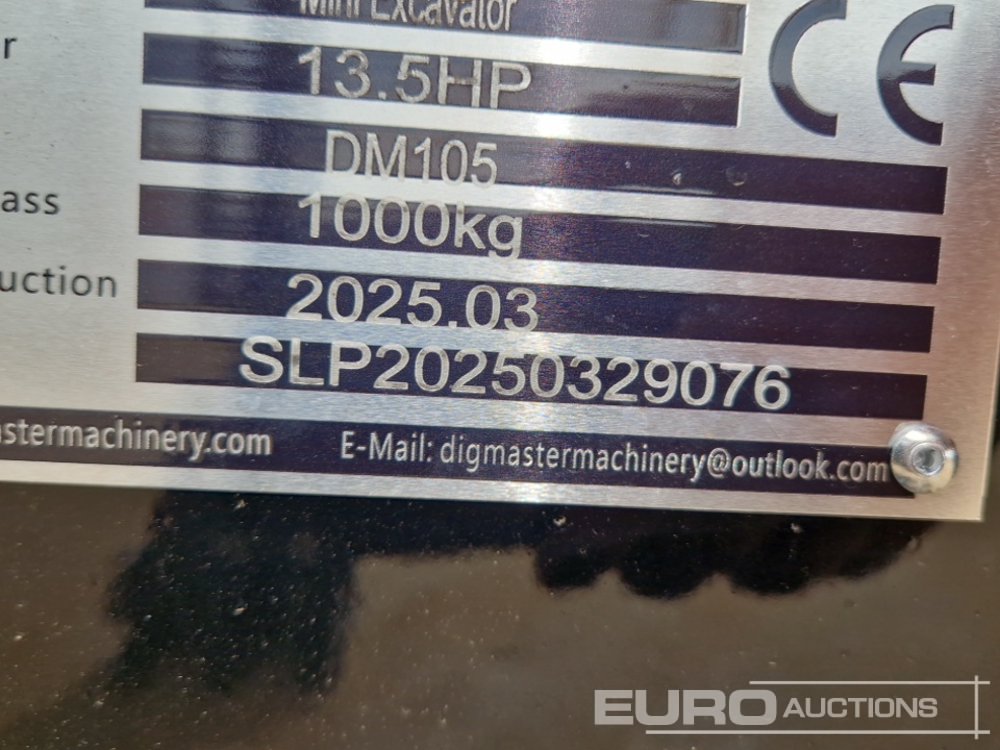 Mini Excavator
r 13.5HP
CE
DM105
ass 1000kg
uction 2025.03
SLP20250329076
astermachinery.com E-Mail: digmastermachinery@outlook.com
EURO AUCTIONS